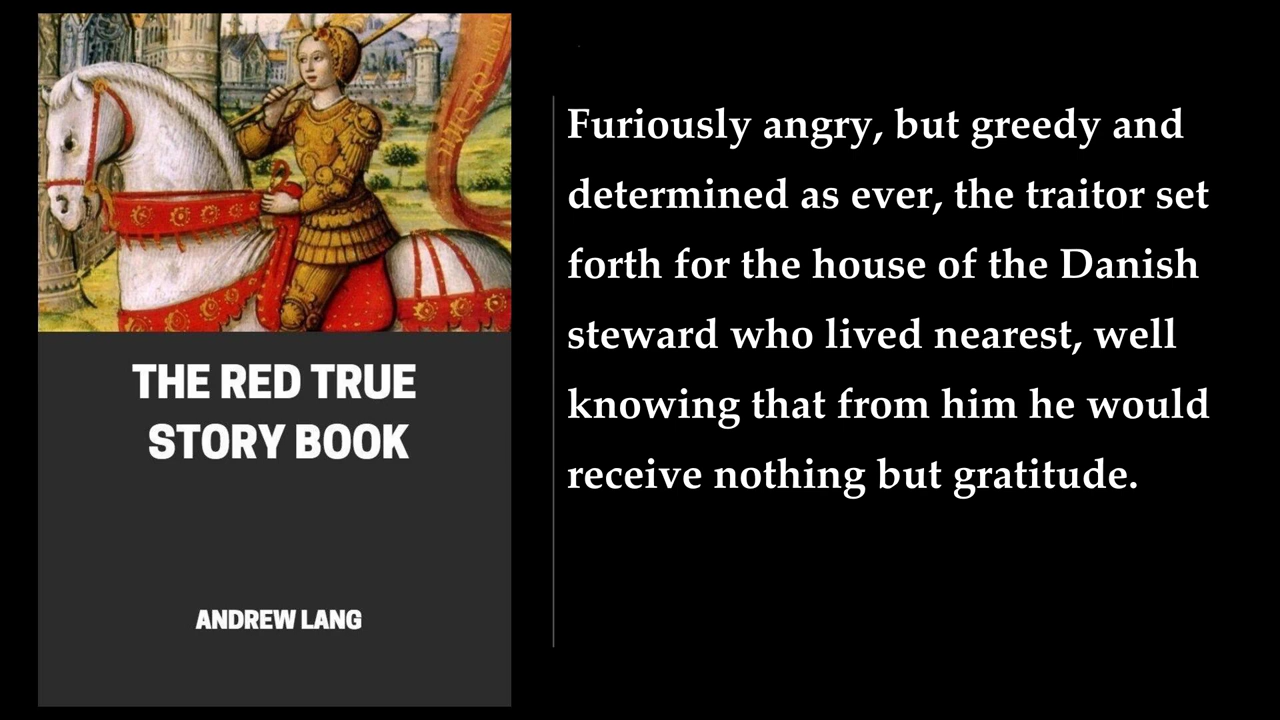 THE RED TRUE
STORY BOOK
ANDREW LANG
Furiously angry, but greedy and
determined as ever, the traitor set
forth for the house of the Danish
steward who lived nearest, well
knowing that from him he would
receive nothing but gratitude.